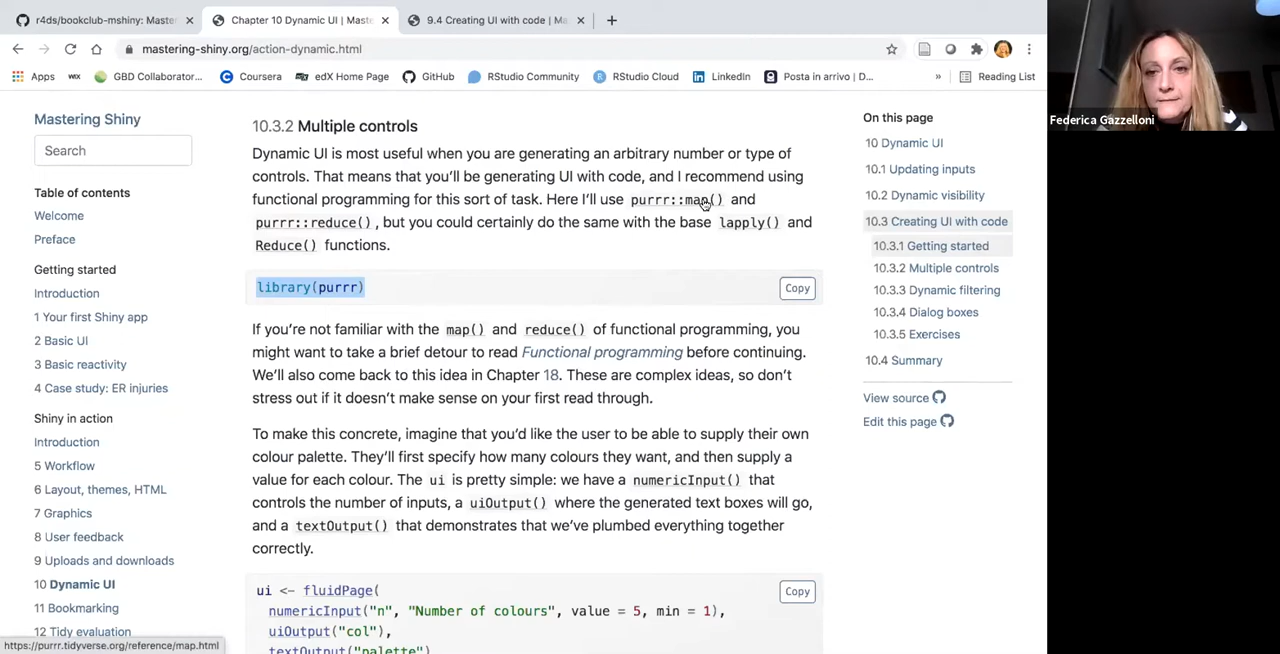 r4ds/bookclub-mshiny: Master
Chapter 10 Dynamic UI | Maste
9.4 Creating UI with code | Ma
mastering-shiny.org/action-dynamic.html
Apps
WIX
GBD Collaborator...
Coursera
edX Home Page
GitHub
RStudio Community
RStudio Cloud
LinkedIn
Posta in arrivo | D...
»
Reading List
Federica Gazzelloni
Mastering Shiny
Search
Table of contents
Welcome
Preface
Getting started
Introduction
1 Your first Shiny app
2 Basic UI
3 Basic reactivity
4 Case study: ER injuries
Shiny in action
Introduction
5 Workflow
6 Layout, themes, HTML
7 Graphics
8 User feedback
9 Uploads and downloads
10 Dynamic UI
11 Bookmarking
12 Tidy evaluation
https://purrr.tidyverse.org/reference/map.html
10.3.2 Multiple controls
Dynamic UI is most useful when you are generating an arbitrary number or type of
controls. That means that you'll be generating UI with code, and I recommend using
functional programming for this sort of task. Here I'll use purrr::map() and
purrr::reduce(), but you could certainly do the same with the base lapply() and
Reduce() functions.
library(purrr)
Copy
If you're not familiar with the map() and reduce() of functional programming, you
might want to take a brief detour to read Functional programming before continuing.
We'll also come back to this idea in Chapter 18. These are complex ideas, so don't
stress out if it doesn't make sense on your first read through.
To make this concrete, imagine that you'd like the user to be able to supply their own
colour palette. They'll first specify how many colours they want, and then supply a
value for each colour. The ui is pretty simple: we have a numericInput() that
controls the number of inputs, a uiOutput() where the generated text boxes will go,
and a textOutput() that demonstrates that we've plumbed everything together
correctly.
ui <- fluidPage(
Copy
numericInput("n", "Number of colours", value = 5, min = 1),
uiOutput("col"),
textOutput("palette")
On this page
10 Dynamic UI
10.1 Updating inputs
10.2 Dynamic visibility
10.3 Creating UI with code
10.3.1 Getting started
10.3.2 Multiple controls
10.3.3 Dynamic filtering
10.3.4 Dialog boxes
10.3.5 Exercises
10.4 Summary
View source
Edit this page